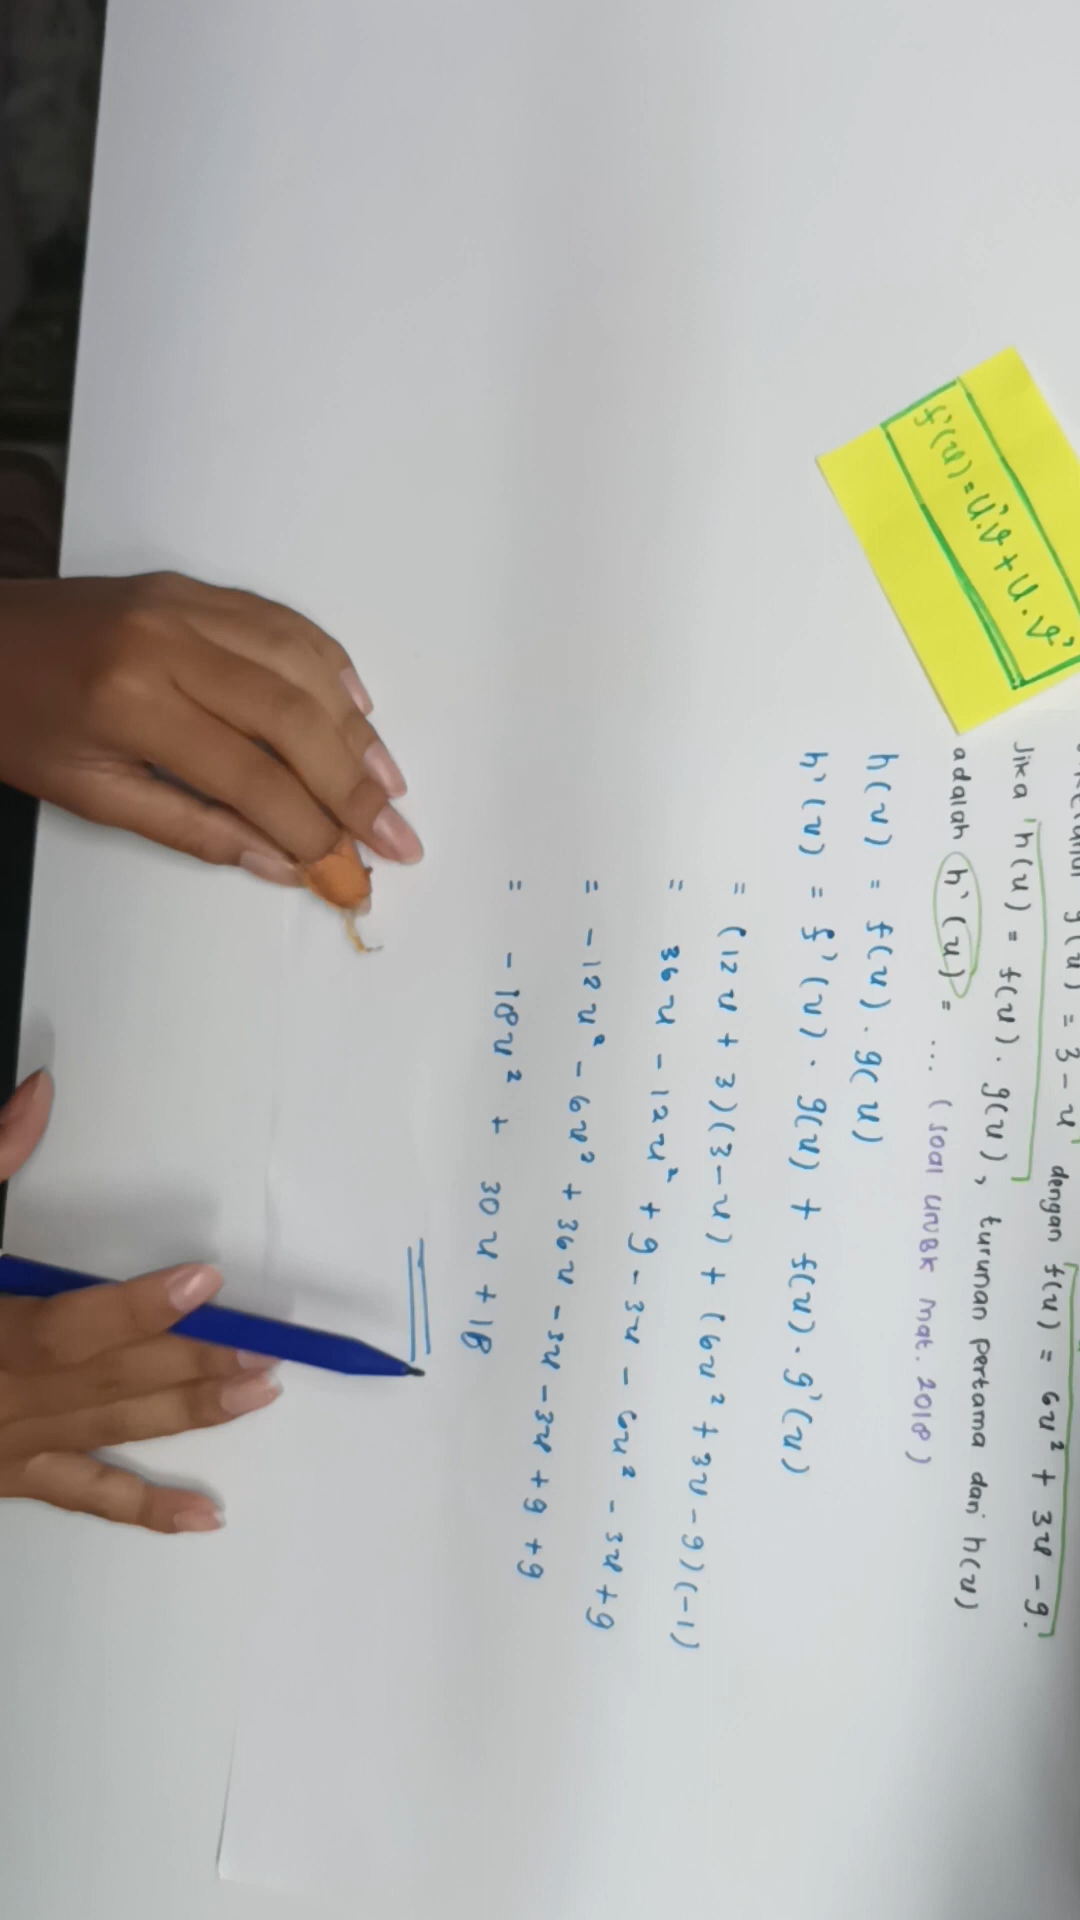 f'(u)=u'.v+u.v'
g(u) = 3 - u dengan f(u) = 6u² + 3u - 9.
Jika h(u) = f(u) . g(u), turunan pertama dari h(u)
adalah h'(u) = ... (soal UNBK mat. 2018)
h(u) = f(u) . g(u)
h'(u) = f'(u) . g(u) + f(u) . g'(u)
= (12u + 3)(3-u) + (6u² + 3u - 9)(-1)
= 36u - 12u² + 9 - 3u - 6u² - 3u + 9
= -12u² - 6u² + 36u - 3u - 3u + 9 + 9
= -18u² + 30u + 18